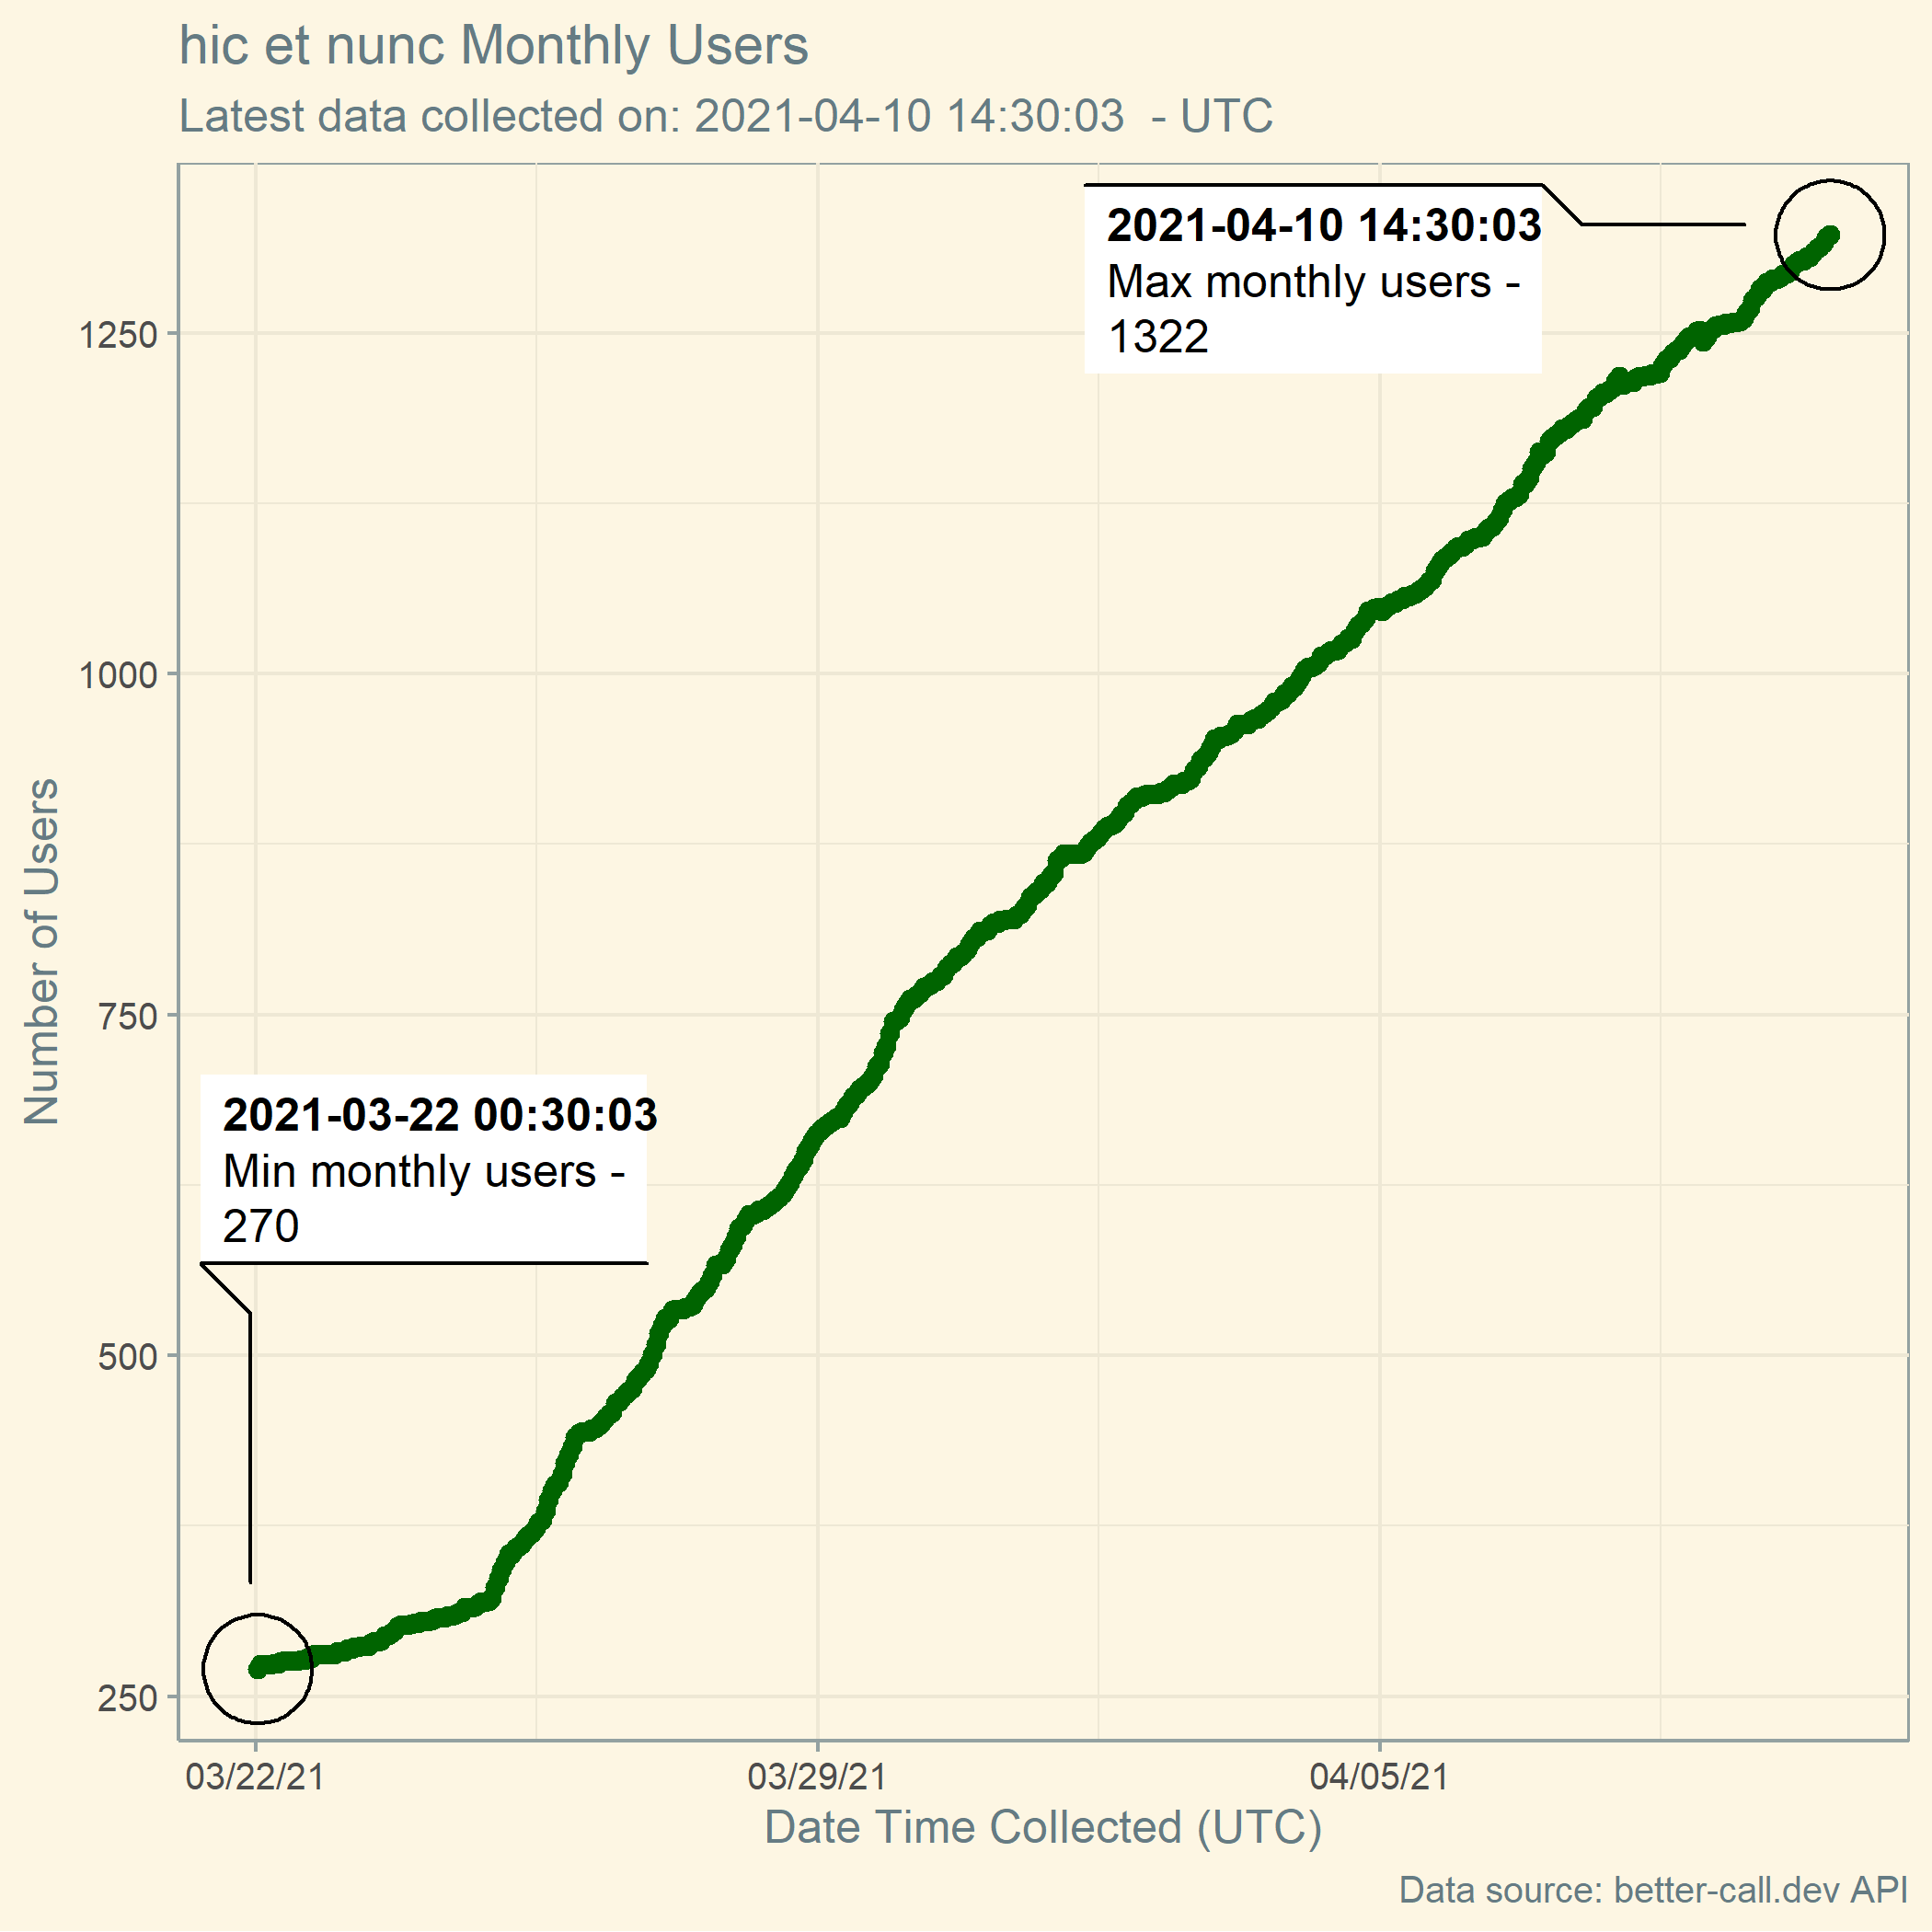 hic et nunc Monthly Users
Latest data collected on: 2021-04-10 14:30:03  - UTC
2021-04-10 14:30:03
Max monthly users -
1322
1250
1000
750
500
250
Number of Users
2021-03-22 00:30:03
Min monthly users -
270
03/22/21
03/29/21
04/05/21
Date Time Collected (UTC)
Data source: better-call.dev API